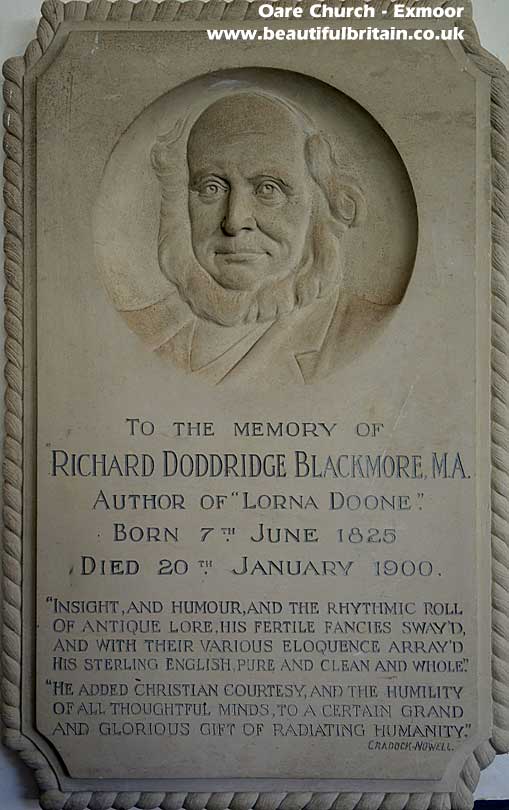 Oare Church - Exmoor
www.beautifulbritain.co.uk
TO THE MEMORY OF
RICHARD DODDRIDGE BLACKMORE, M.A.
AUTHOR OF "LORNA DOONE".
BORN 7TH JUNE 1825
DIED 20TH JANUARY 1900.
"INSIGHT, AND HUMOUR, AND THE RHYTHMIC ROLL
OF ANTIQUE LORE, HIS FERTILE FANCIES SWAY'D,
AND WITH THEIR VARIOUS ELOQUENCE ARRAY'D
HIS STERLING ENGLISH, PURE AND CLEAN AND WHOLE."
"HE ADDED CHRISTIAN COURTESY, AND THE HUMILITY
OF ALL THOUGHTFUL MINDS, TO A CERTAIN GRAND
AND GLORIOUS GIFT OF RADIATING HUMANITY."
CRADOCK-NOWELL.